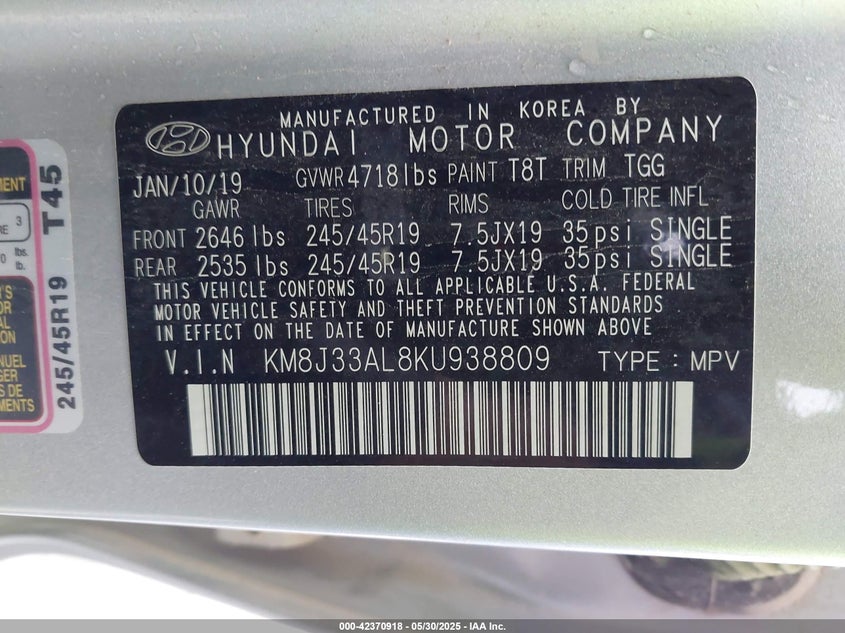 MANUFACTURED IN KOREA BY
HYUNDAI MOTOR COMPANY
JAN/10/19 GVWR 4718lbs PAINT T8T TRIM TGG
GAWR TIRES RIMS COLD TIRE INFL
FRONT 2646 lbs 245/45R19 7.5JX19 35psi SINGLE
REAR 2535 lbs 245/45R19 7.5JX19 35psi SINGLE
THIS VEHICLE CONFORMS TO ALL APPLICABLE U.S.A. FEDERAL
MOTOR VEHICLE SAFETY AND THEFT PREVENTION STANDARDS
IN EFFECT ON THE DATE OF MANUFACTURE SHOWN ABOVE
V.I.N KM8J33AL8KU938809 TYPE: MPV
245/45R19 T45
3
lbs.
lb.
DE
000-42370918 - 05/30/2025 - IAA Inc.